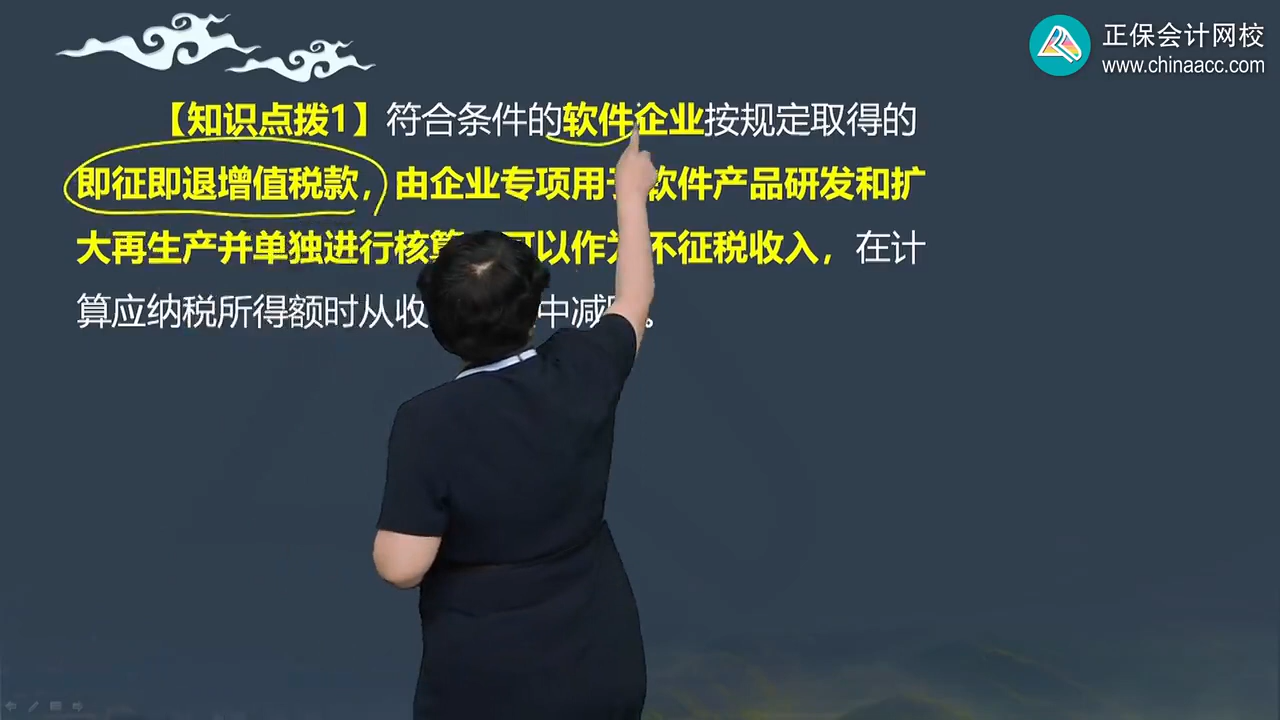 正保会计网校
www.chinaacc.com
【知识点拨1】符合条件的软件企业按规定取得的
即征即退增值税款，由企业专项用于软件产品研发和扩
大再生产并单独进行核算 可以作为不征税收入，在计
算应纳税所得额时从收 中减除。